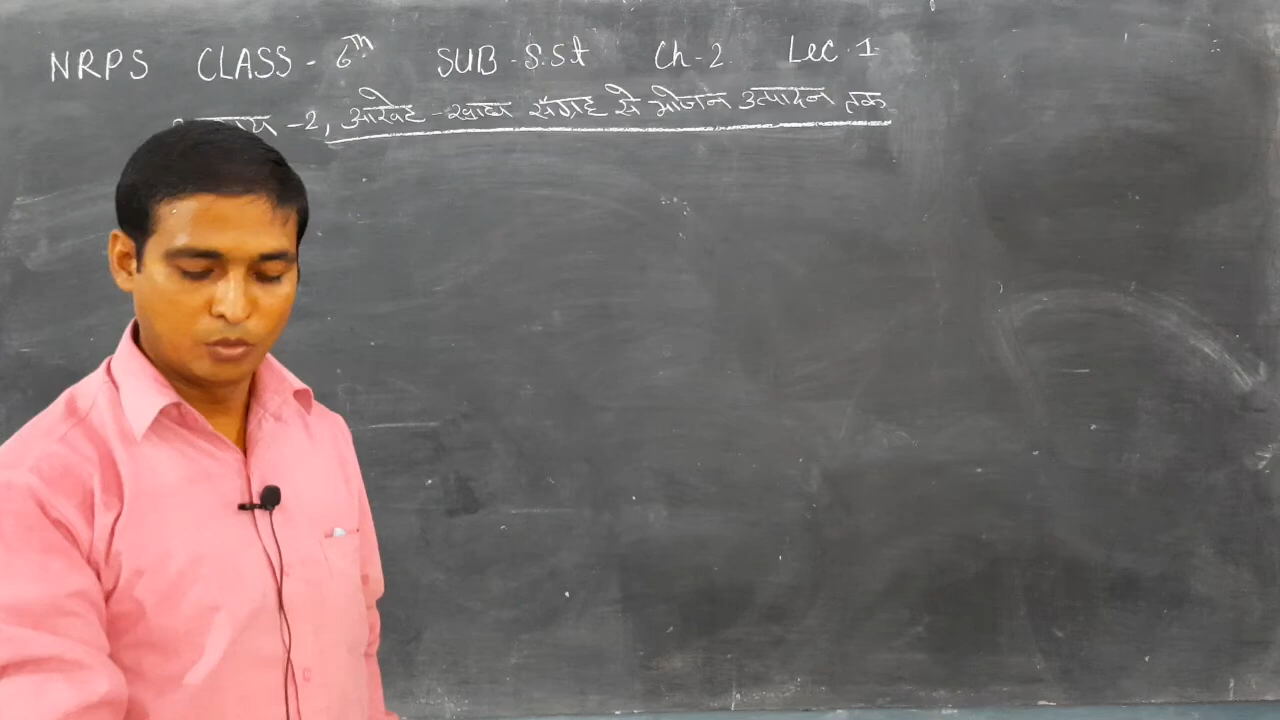 NRPS CLASS - 6th SUB - S.St Ch-2. Lec 1
-2, आखेट -खाद्य संग्रह से भोजन उत्पादन तक